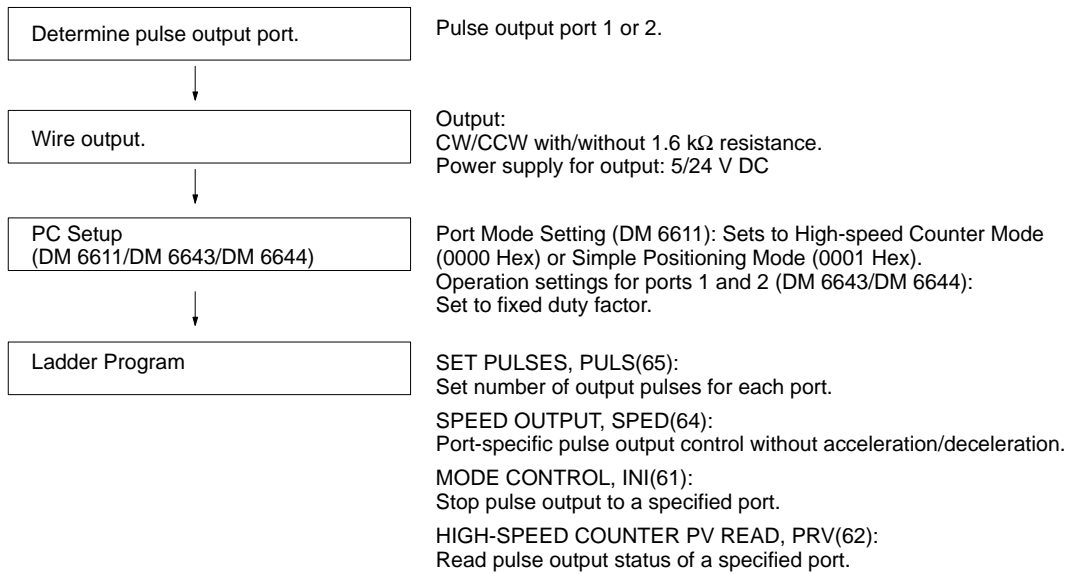 Determine pulse output port.
Pulse output port 1 or 2.
Wire output.
Output:
CW/CCW with/without 1.6 kΩ resistance.
Power supply for output: 5/24 V DC
PC Setup
(DM 6611/DM 6643/DM 6644)
Port Mode Setting (DM 6611): Sets to High-speed Counter Mode
(0000 Hex) or Simple Positioning Mode (0001 Hex).
Operation settings for ports 1 and 2 (DM 6643/DM 6644):
Set to fixed duty factor.
Ladder Program
SET PULSES, PULS(65):
Set number of output pulses for each port.
SPEED OUTPUT, SPED(64):
Port-specific pulse output control without acceleration/deceleration.
MODE CONTROL, INI(61):
Stop pulse output to a specified port.
HIGH-SPEED COUNTER PV READ, PRV(62):
Read pulse output status of a specified port.